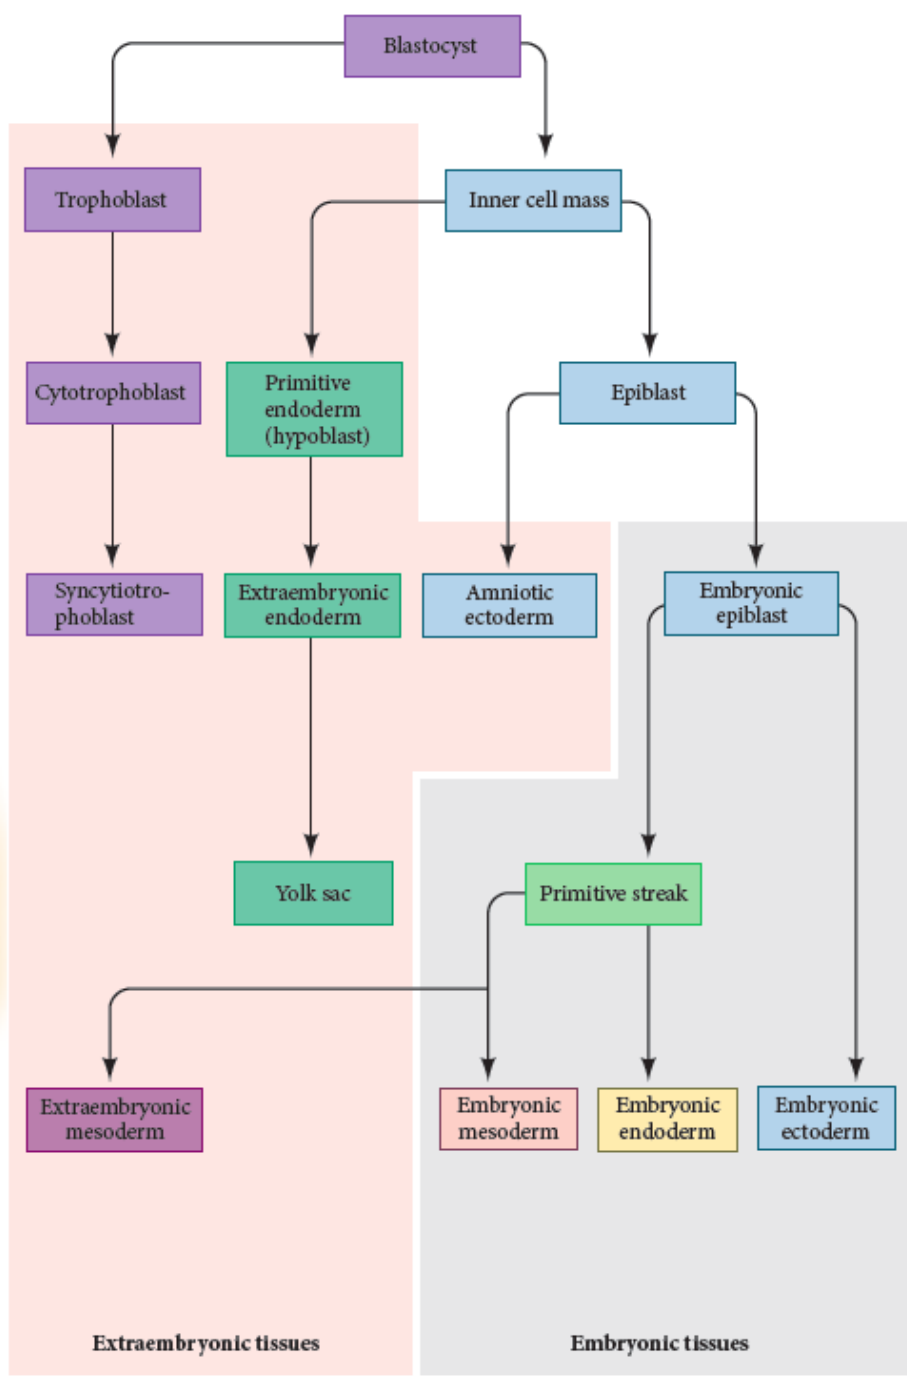 Blastocyst
Trophoblast
Inner cell mass
Cytotrophoblast
Primitive
endoderm
(hypoblast)
Epiblast
Syncytiotro-
phoblast
Extraembryonic
endoderm
Amniotic
ectoderm
Embryonic
epiblast
Yolk sac
Primitive streak
Extraembryonic
mesoderm
Embryonic
mesoderm
Embryonic
endoderm
Embryonic
ectoderm
Extraembryonic tissues
Embryonic tissues